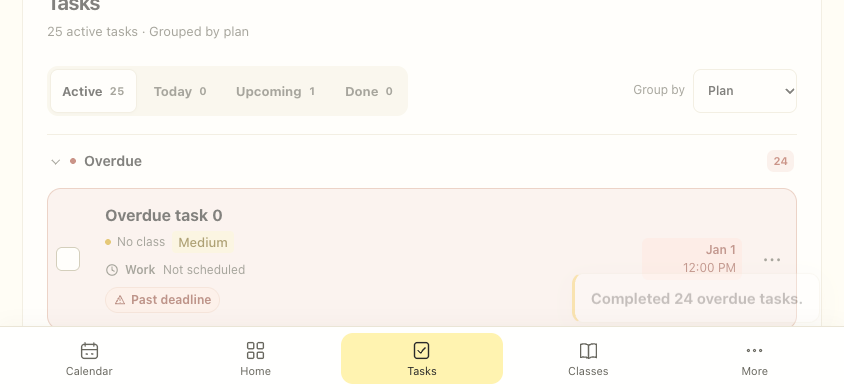 Tasks
25 active tasks · Grouped by plan
Active 25 Today 0 Upcoming 1 Done 0 Group by Plan
Overdue 24
Overdue task 0
No class Medium
Jan 1
Work Not scheduled 12:00 PM
Past deadline
Completed 24 overdue tasks.
Calendar Home Tasks Classes More